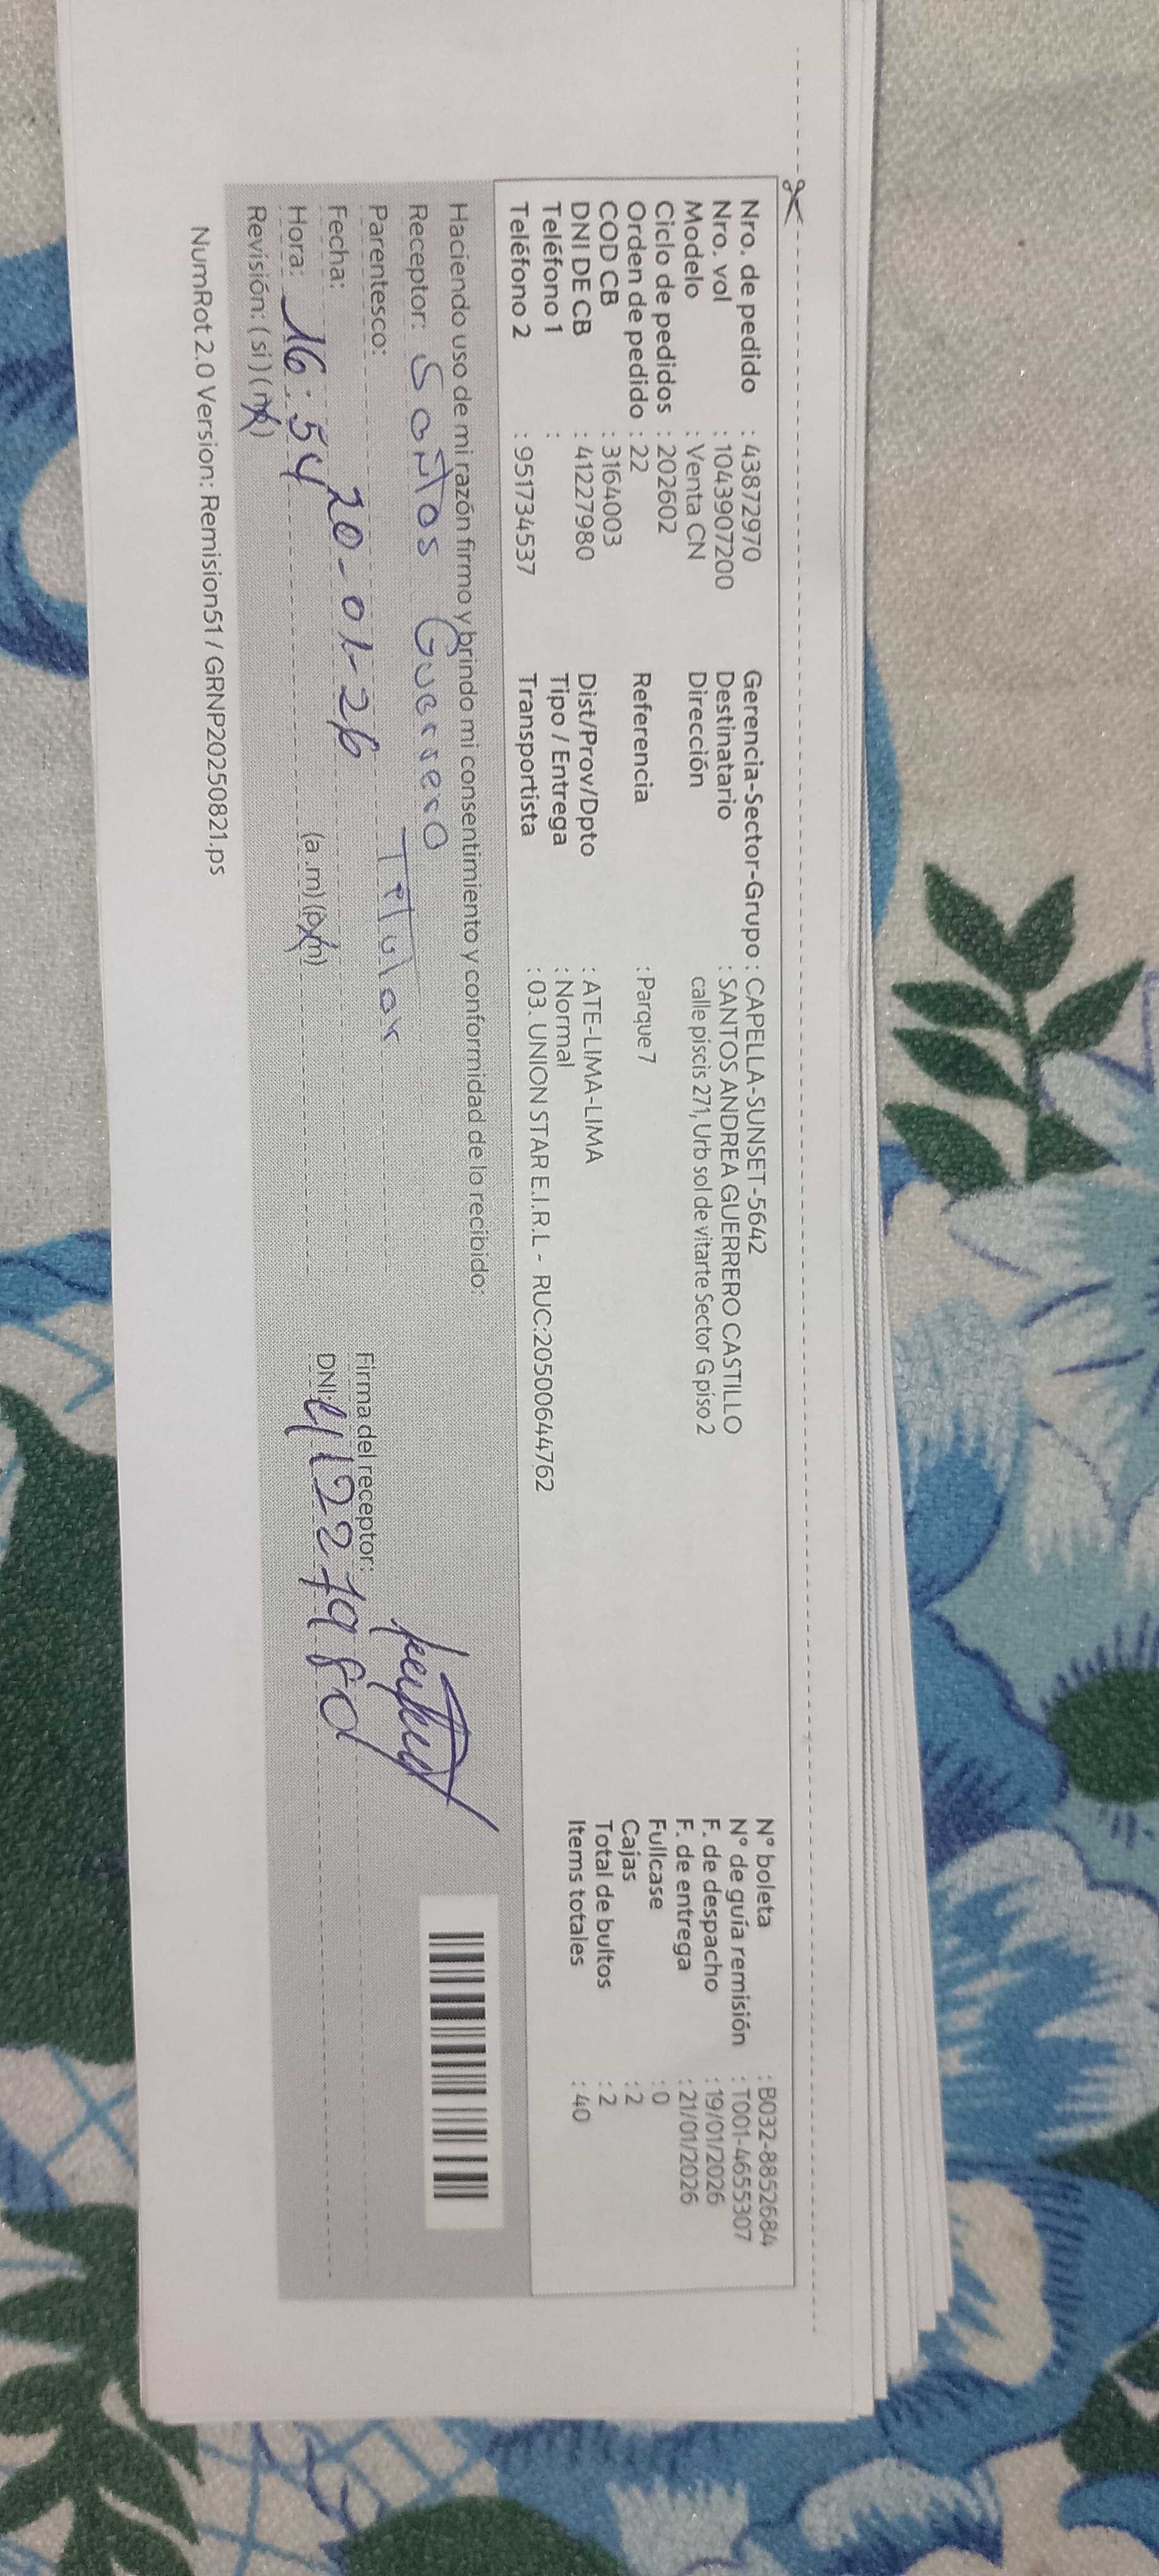 Nro. de pedido : 43872970
Nro. vol : 1043907200
Modelo : Venta CN
Ciclo de pedidos : 202602
Orden de pedido : 22
COD CB : 3164003
DNI DE CB : 41227980
Teléfono 1 :
Teléfono 2 : 951734537
Gerencia-Sector-Grupo : CAPELLA-SUNSET-5642
Destinatario : SANTOS ANDREA GUERRERO CASTILLO
Dirección calle piscis 271, Urb sol de vitarte Sector G piso 2
Referencia : Parque 7
Dist/Prov/Dpto : ATE-LIMA-LIMA
Tipo / Entrega : Normal
Transportista : 03. UNION STAR E.I.R.L - RUC:20500644762
N° boleta : B032-8852684
N° de guía remisión : T001-4655307
F. de despacho : 19/01/2026
F. de entrega : 21/01/2026
Fullcase : 0
Cajas : 2
Total de bultos : 2
Items totales : 40
Haciendo uso de mi razón firmo y brindo mi consentimiento y conformidad de lo recibido:
Receptor: Santos Guerrero
Parentesco: Titular
Fecha: 20-01-26
Hora: 16:54 (a.m) (p.m)
Revisión: ( si ) ( no )
Firma del receptor:
DNI: 41227980
NumRot 2.0 Version: Remision51 / GRNP20250821.ps